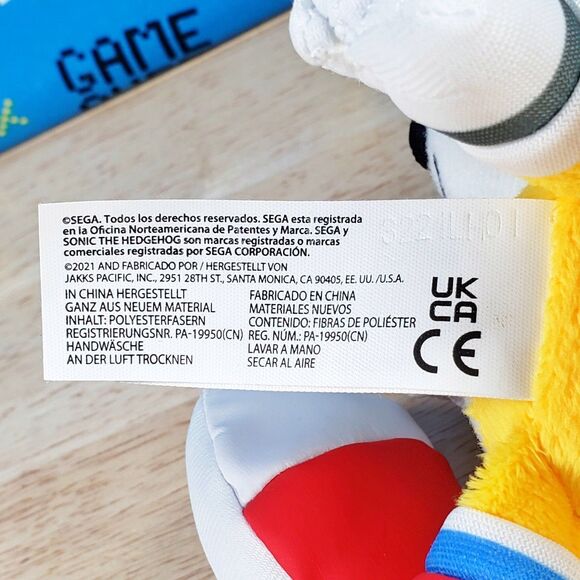 GAME
©SEGA. Todos los derechos reservados. SEGA esta registrada
en la Oficina Norteamericana de Patentes y Marca. SEGA y
SONIC THE HEDGEHOG son marcas registradas o marcas
comerciales registradas por SEGA CORPORACIÓN.
©2021 AND FABRICADO POR / HERGESTELLT VON
JAKKS PACIFIC, INC., 2951 28TH ST., SANTA MONICA, CA 90405, EE. UU. /U.S.A.
IN CHINA HERGESTELLT
GANZ AUS NEUEM MATERIAL
INHALT: POLYESTERFASERN
REGISTRIERUNGSNR. PA-19950(CN)
HANDWÄSCHE
AN DER LUFT TROCKNEN
FABRICADO EN CHINA
MATERIALES NUEVOS
CONTENIDO: FIBRAS DE POLIÉSTER
REG. NÚM.: PA-19950(CN)
LAVAR A MANO
SECAR AL AIRE
UK
CA
CE